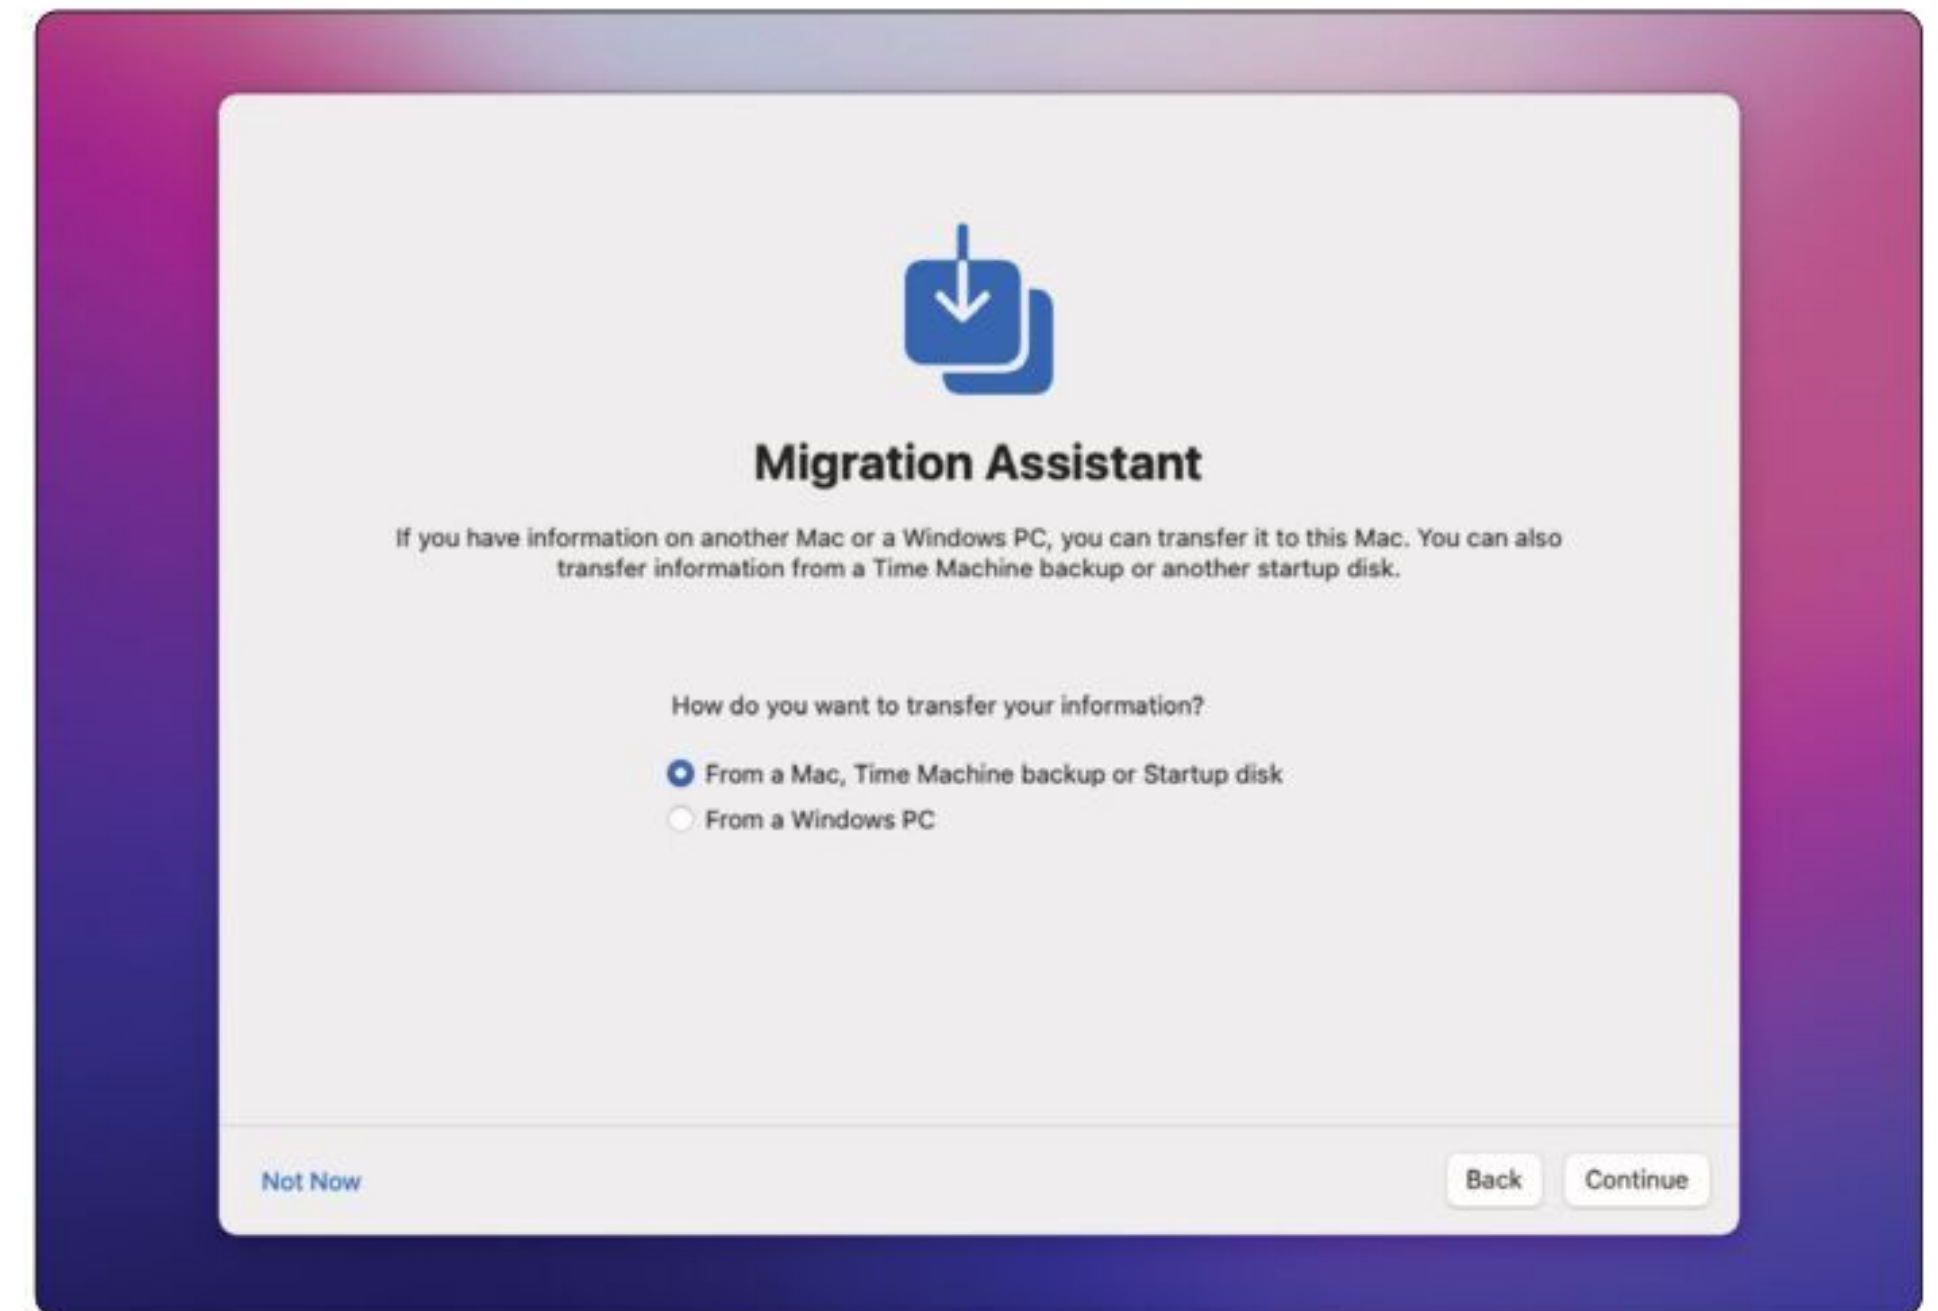 Migration Assistant
If you have information on another Mac or a Windows PC, you can transfer it to this Mac. You can also
transfer information from a Time Machine backup or another startup disk.
How do you want to transfer your information?
From a Mac, Time Machine backup or Startup disk
From a Windows PC
Not Now
Back
Continue